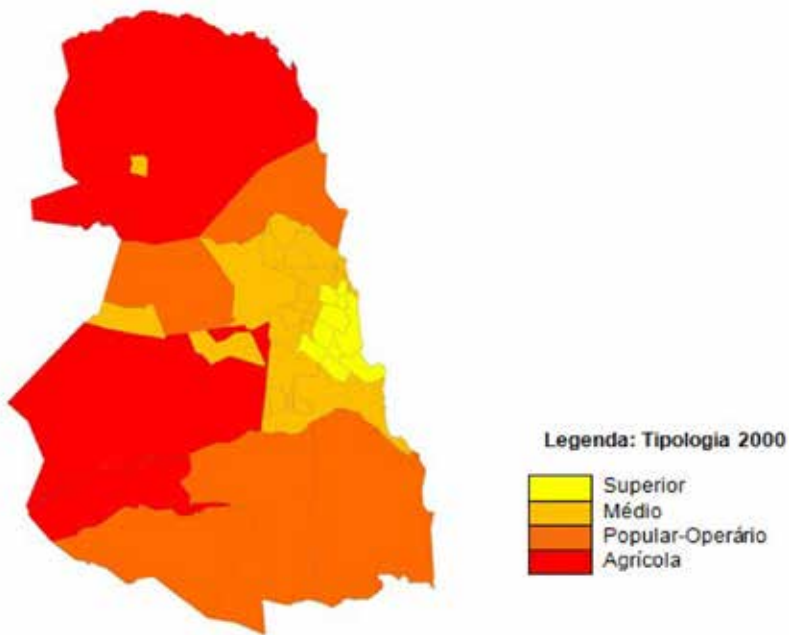 Legenda: Tipologia 2000
Superior
Médio
Popular-Operário
Agrícola